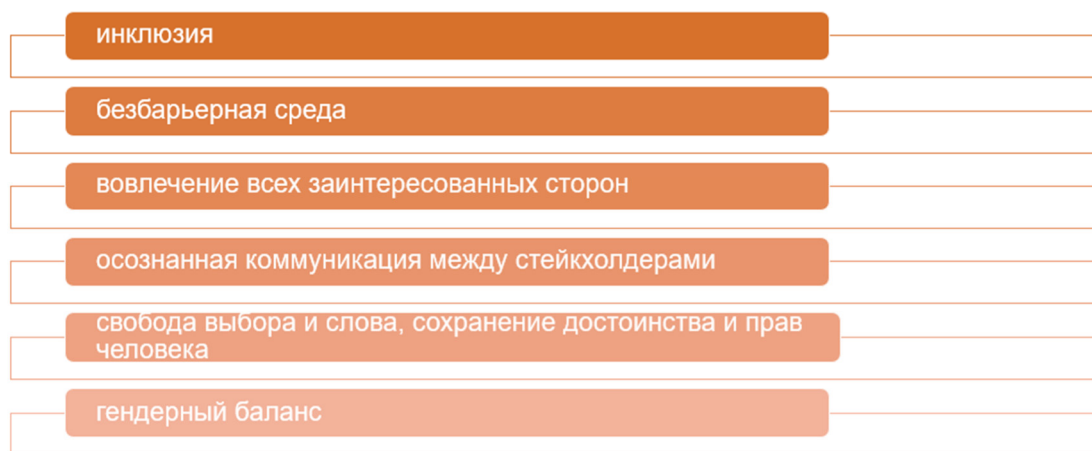 инклюзия
безбарьерная среда
вовлечение всех заинтересованных сторон
осознанная коммуникация между стейкхолдерами
свобода выбора и слова, сохранение достоинства и прав
человека
гендерный баланс